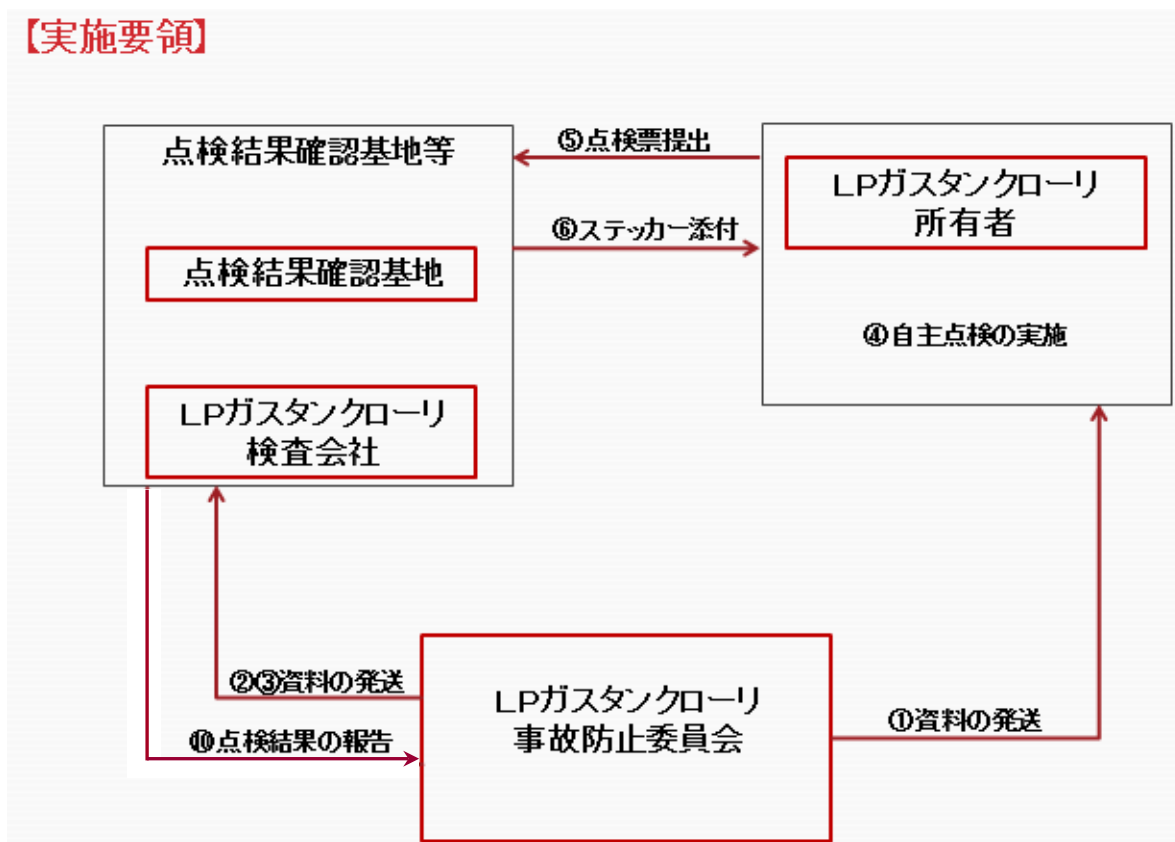 【実施要領】
点検結果確認基地等
⑤点検票提出
LPガスタンクローリ
所有者
⑥ステッカー添付
点検結果確認基地
④自主点検の実施
LPガスタンクローリ
検査会社
②③資料の発送
LPガスタンクローリ
事故防止委員会
①資料の発送
⑩点検結果の報告